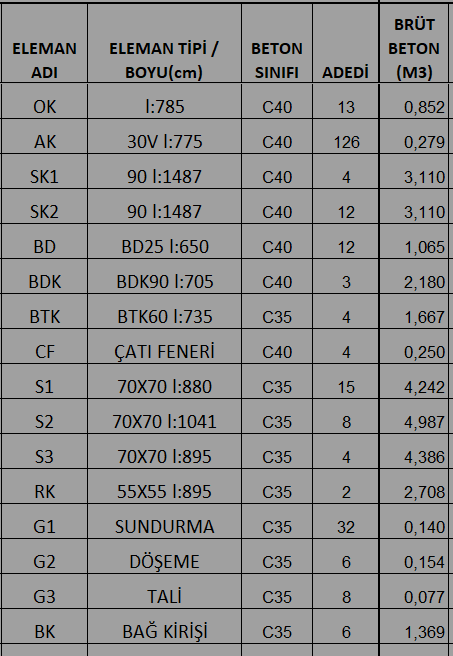 ELEMAN ADI | ELEMAN TİPİ / BOYU(cm) | BETON SINIFI | ADEDİ | BRÜT BETON (M3)
OK | l:785 | C40 | 13 | 0,852
AK | 30V l:775 | C40 | 126 | 0,279
SK1 | 90 l:1487 | C40 | 4 | 3,110
SK2 | 90 l:1487 | C40 | 12 | 3,110
BD | BD25 l:650 | C40 | 12 | 1,065
BDK | BDK90 l:705 | C40 | 3 | 2,180
BTK | BTK60 l:735 | C35 | 4 | 1,667
CF | ÇATI FENERİ | C40 | 4 | 0,250
S1 | 70X70 l:880 | C35 | 15 | 4,242
S2 | 70X70 l:1041 | C35 | 8 | 4,987
S3 | 70X70 l:895 | C35 | 4 | 4,386
RK | 55X55 l:895 | C35 | 2 | 2,708
G1 | SUNDURMA | C35 | 32 | 0,140
G2 | DÖŞEME | C35 | 6 | 0,154
G3 | TALİ | C35 | 8 | 0,077
BK | BAĞ KİRİŞİ | C35 | 6 | 1,369